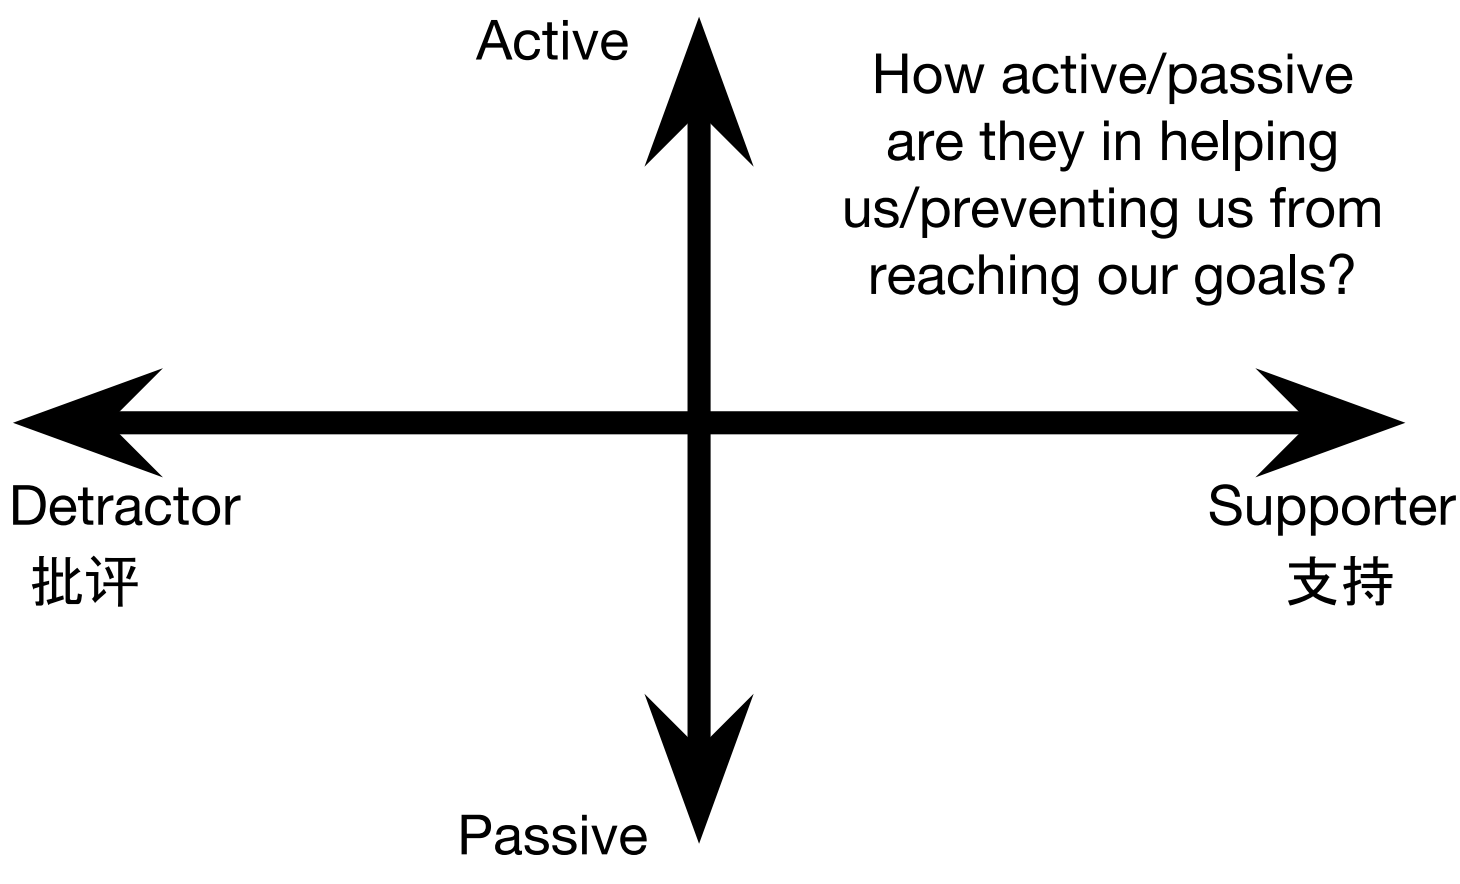 Active
How active/passive
are they in helping
us/preventing us from
reaching our goals?
Detractor
批评
Supporter
支持
Passive